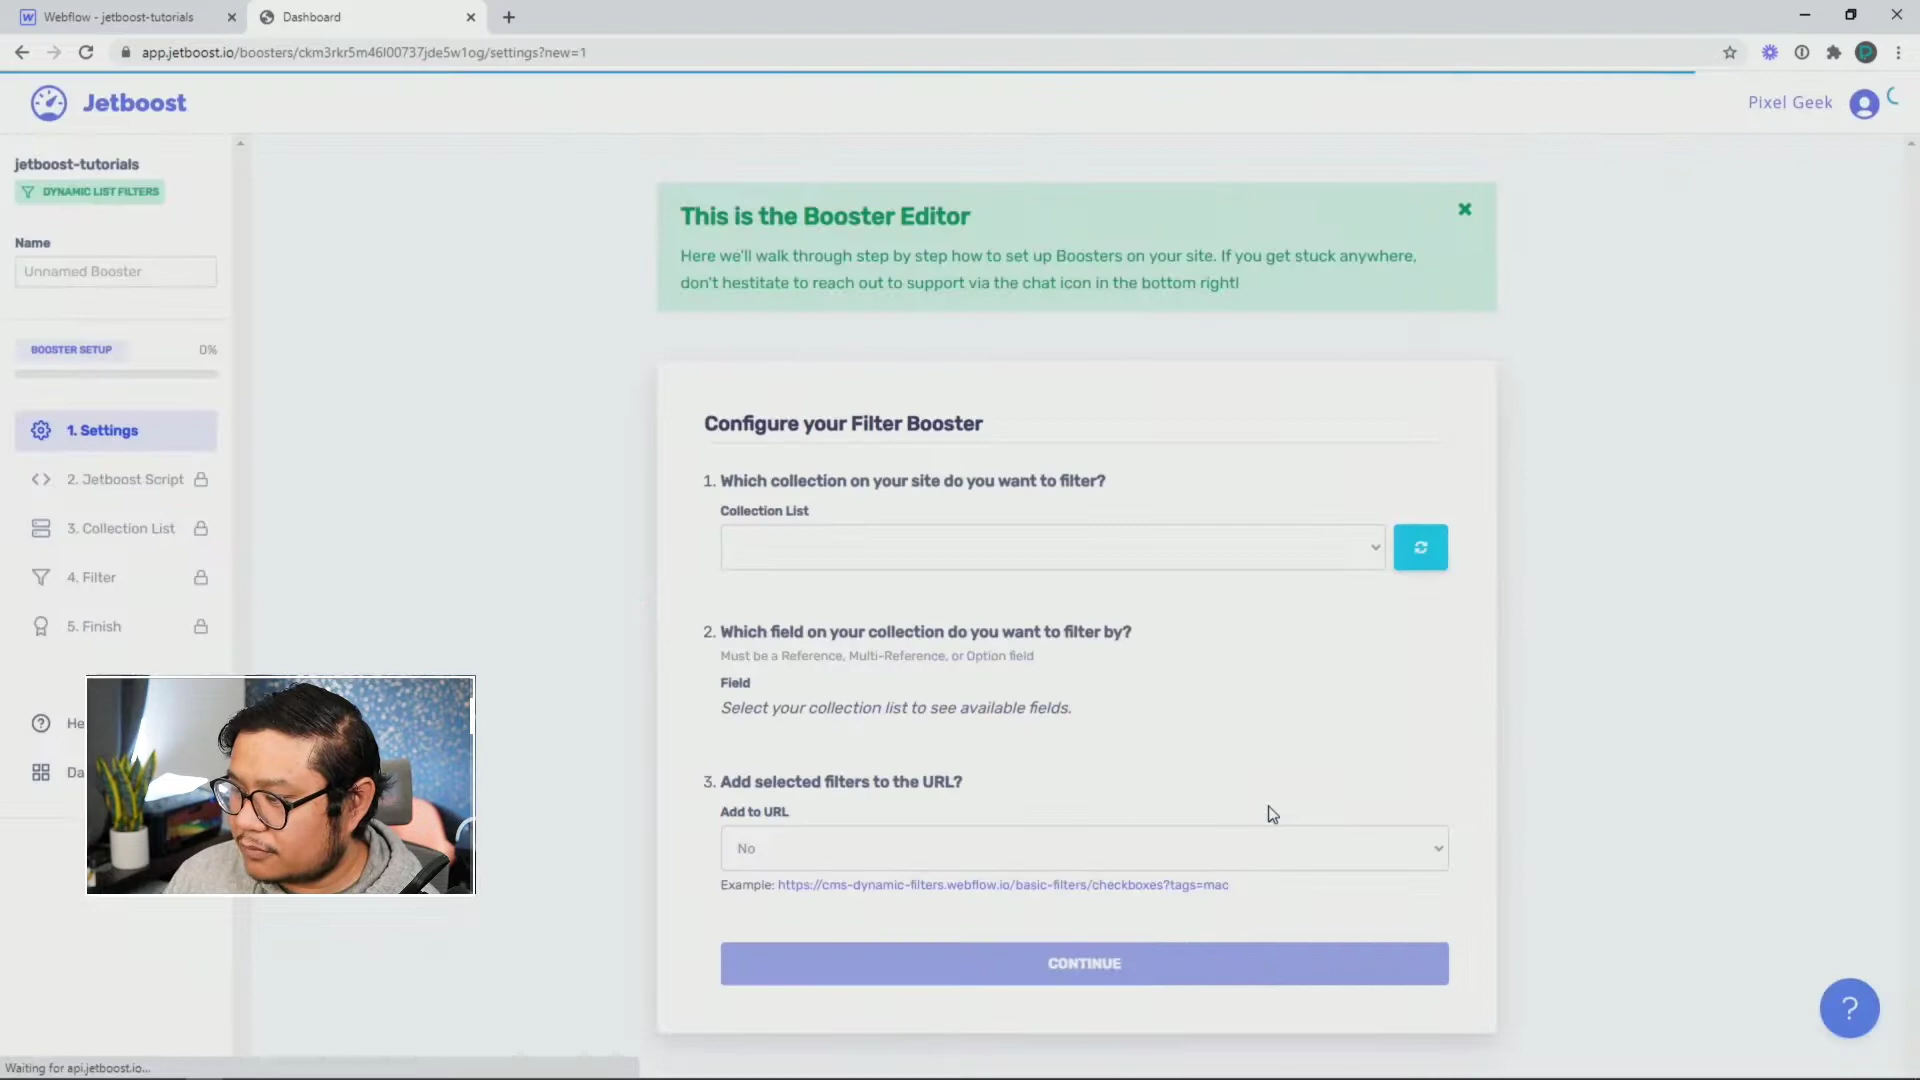 Webflow - jetboost-tutorials
Dashboard
app.jetboost.io/boosters/ckm3rkr5m46l00737jde5w1og/settings?new=1
Jetboost
Pixel Geek
jetboost-tutorials
DYNAMIC LIST FILTERS
Name
Unnamed Booster
BOOSTER SETUP 0%
1. Settings
2. Jetboost Script
3. Collection List
4. Filter
5. Finish
He
Da
This is the Booster Editor
Here we'll walk through step by step how to set up Boosters on your site. If you get stuck anywhere,
don't hestitate to reach out to support via the chat icon in the bottom right!
Configure your Filter Booster
1. Which collection on your site do you want to filter?
Collection List
2. Which field on your collection do you want to filter by?
Must be a Reference, Multi-Reference, or Option field
Field
Select your collection list to see available fields.
3. Add selected filters to the URL?
Add to URL
No
Example: https://cms-dynamic-filters.webflow.io/basic-filters/checkboxes?tags=mac
CONTINUE
?
Waiting for api.jetboost.io...